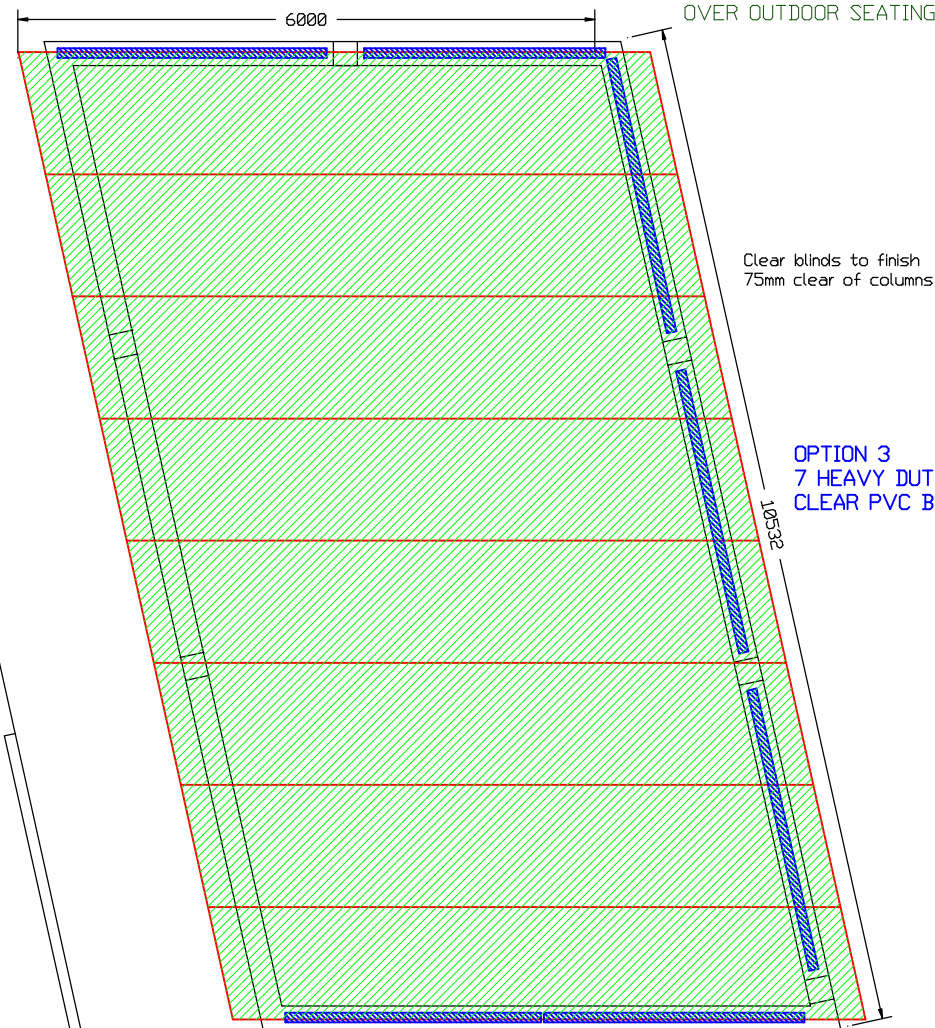 6000
OVER OUTDOOR SEATING
Clear blinds to finish
75mm clear of columns
OPTION 3
7 HEAVY DUT
CLEAR PVC B
10532